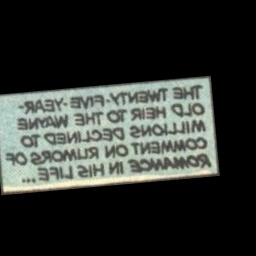 THE TWENTY-FIVE-YEAR-
OLD HEIR TO THE WAYNE
MILLIONS DECLINED TO
COMMENT ON RUMORS OF
ROMANCE IN HIS LIFE...